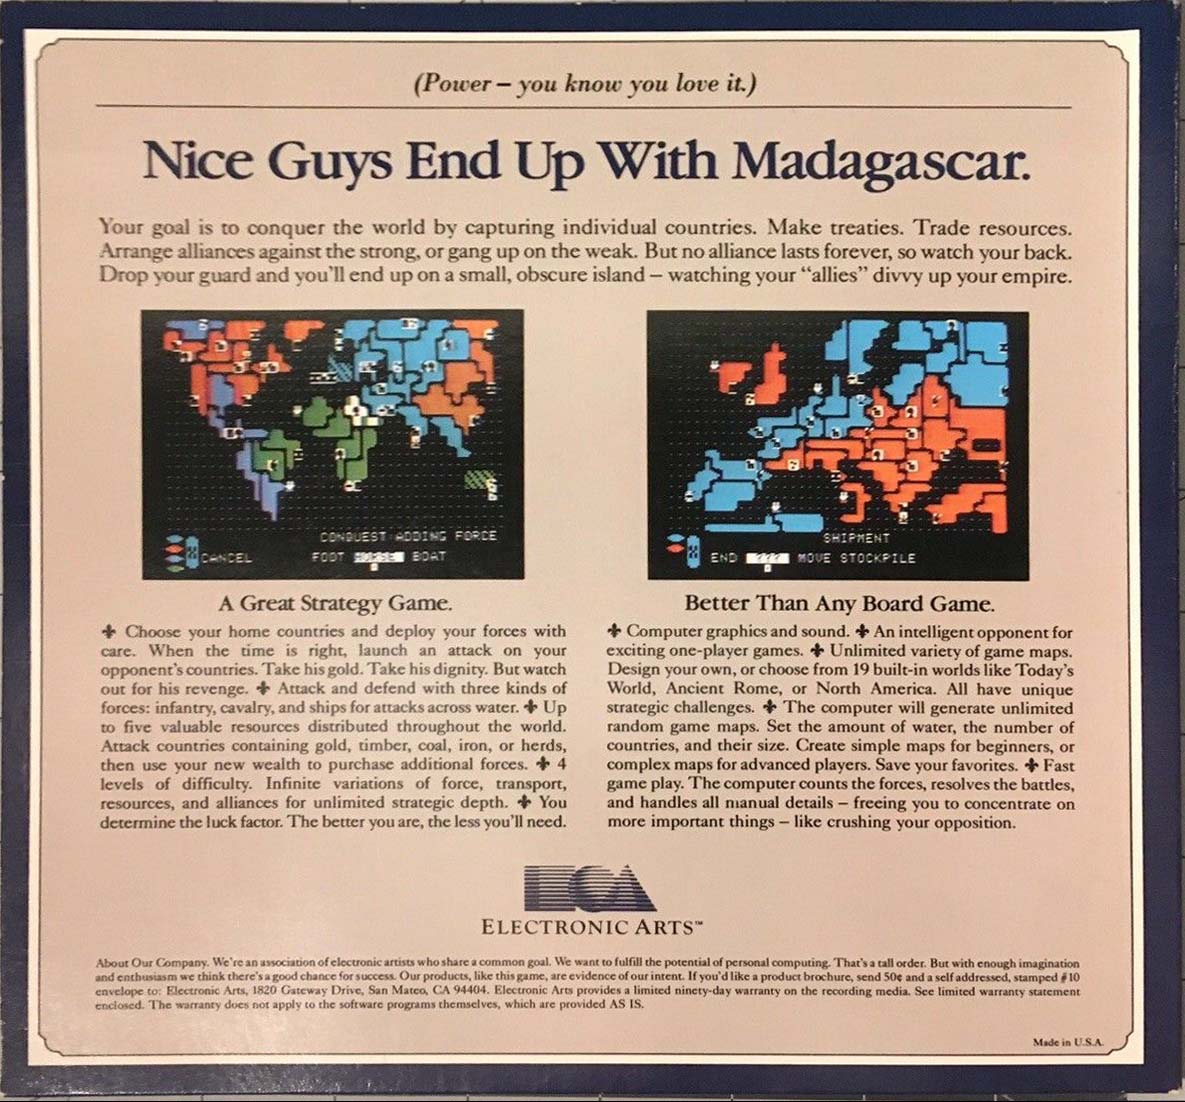 (Power – you know you love it.)
Nice Guys End Up With Madagascar.
Your goal is to conquer the world by capturing individual countries. Make treaties. Trade resources.
Arrange alliances against the strong, or gang up on the weak. But no alliance lasts forever, so watch your back.
Drop your guard and you'll end up on a small, obscure island – watching your “allies” divvy up your empire.
CONQUEST: ADDING FORCE
CANCEL FOOT HORSE BOAT
SHIPMENT
END ??? MOVE STOCKPILE
A Great Strategy Game.
✤ Choose your home countries and deploy your forces with
care. When the time is right, launch an attack on your
opponent's countries. Take his gold. Take his dignity. But watch
out for his revenge. ✤ Attack and defend with three kinds of
forces: infantry, cavalry, and ships for attacks across water. ✤ Up
to five valuable resources distributed throughout the world.
Attack countries containing gold, timber, coal, iron, or herds,
then use your new wealth to purchase additional forces. ✤ 4
levels of difficulty. Infinite variations of force, transport,
resources, and alliances for unlimited strategic depth. ✤ You
determine the luck factor. The better you are, the less you'll need.
Better Than Any Board Game.
✤ Computer graphics and sound. ✤ An intelligent opponent for
exciting one-player games. ✤ Unlimited variety of game maps.
Design your own, or choose from 19 built-in worlds like Today's
World, Ancient Rome, or North America. All have unique
strategic challenges. ✤ The computer will generate unlimited
random game maps. Set the amount of water, the number of
countries, and their size. Create simple maps for beginners, or
complex maps for advanced players. Save your favorites. ✤ Fast
game play. The computer counts the forces, resolves the battles,
and handles all manual details – freeing you to concentrate on
more important things – like crushing your opposition.
ECA
ELECTRONIC ARTS™
About Our Company. We're an association of electronic artists who share a common goal. We want to fulfill the potential of personal computing. That's a tall order. But with enough imagination
and enthusiasm we think there's a good chance for success. Our products, like this game, are evidence of our intent. If you'd like a product brochure, send 50¢ and a self addressed, stamped #10
envelope to: Electronic Arts, 1820 Gateway Drive, San Mateo, CA 94404. Electronic Arts provides a limited ninety-day warranty on the recording media. See limited warranty statement
enclosed. The warranty does not apply to the software programs themselves, which are provided AS IS.
Made in U.S.A.